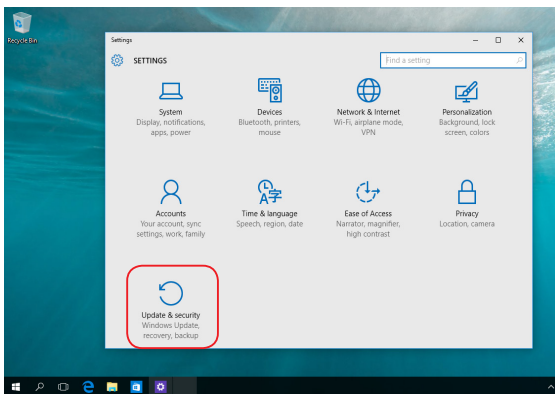 Recycle Bin
Settings
SETTINGS
Find a setting
System
Display, notifications,
apps, power
Devices
Bluetooth, printers,
mouse
Network & Internet
Wi-Fi, airplane mode,
VPN
Personalization
Background, lock
screen, colors
Accounts
Your account, sync
settings, work, family
Time & language
Speech, region, date
Ease of Access
Narrator, magnifier,
high contrast
Privacy
Location, camera
Update & security
Windows Update,
recovery, backup